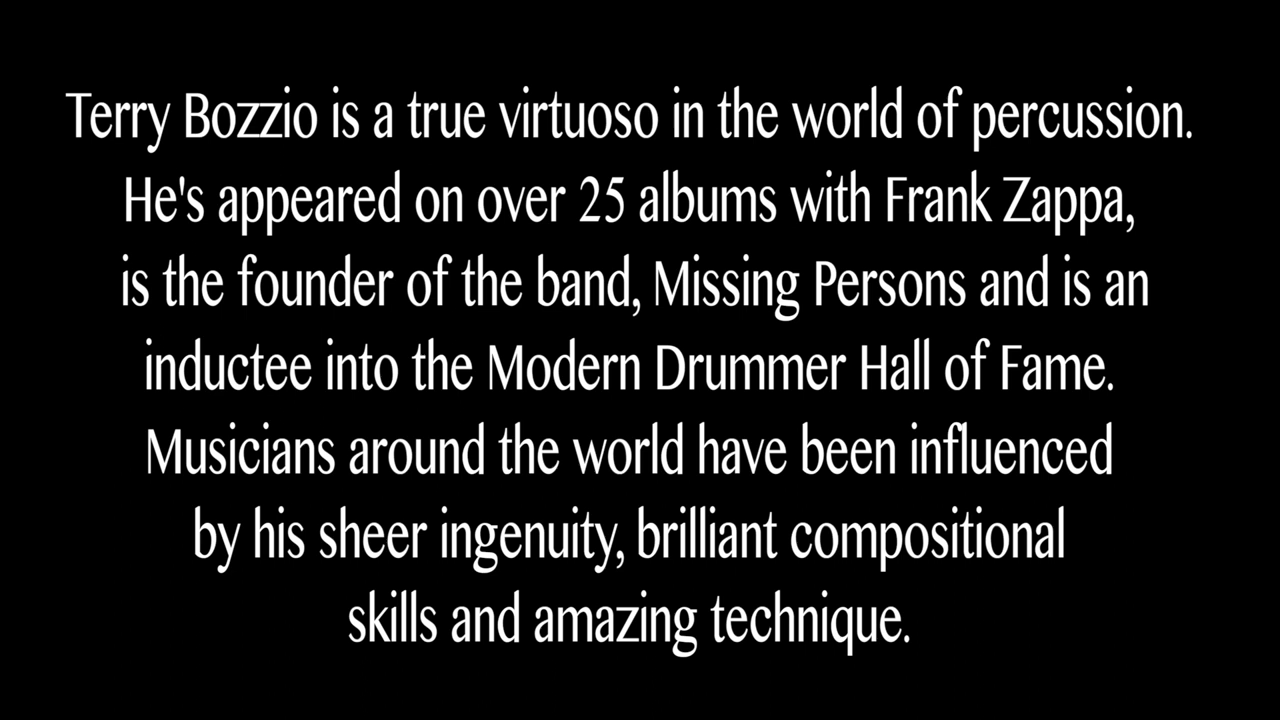 Terry Bozzio is a true virtuoso in the world of percussion.
He's appeared on over 25 albums with Frank Zappa,
is the founder of the band, Missing Persons and is an
inductee into the Modern Drummer Hall of Fame.
Musicians around the world have been influenced
by his sheer ingenuity, brilliant compositional
skills and amazing technique.